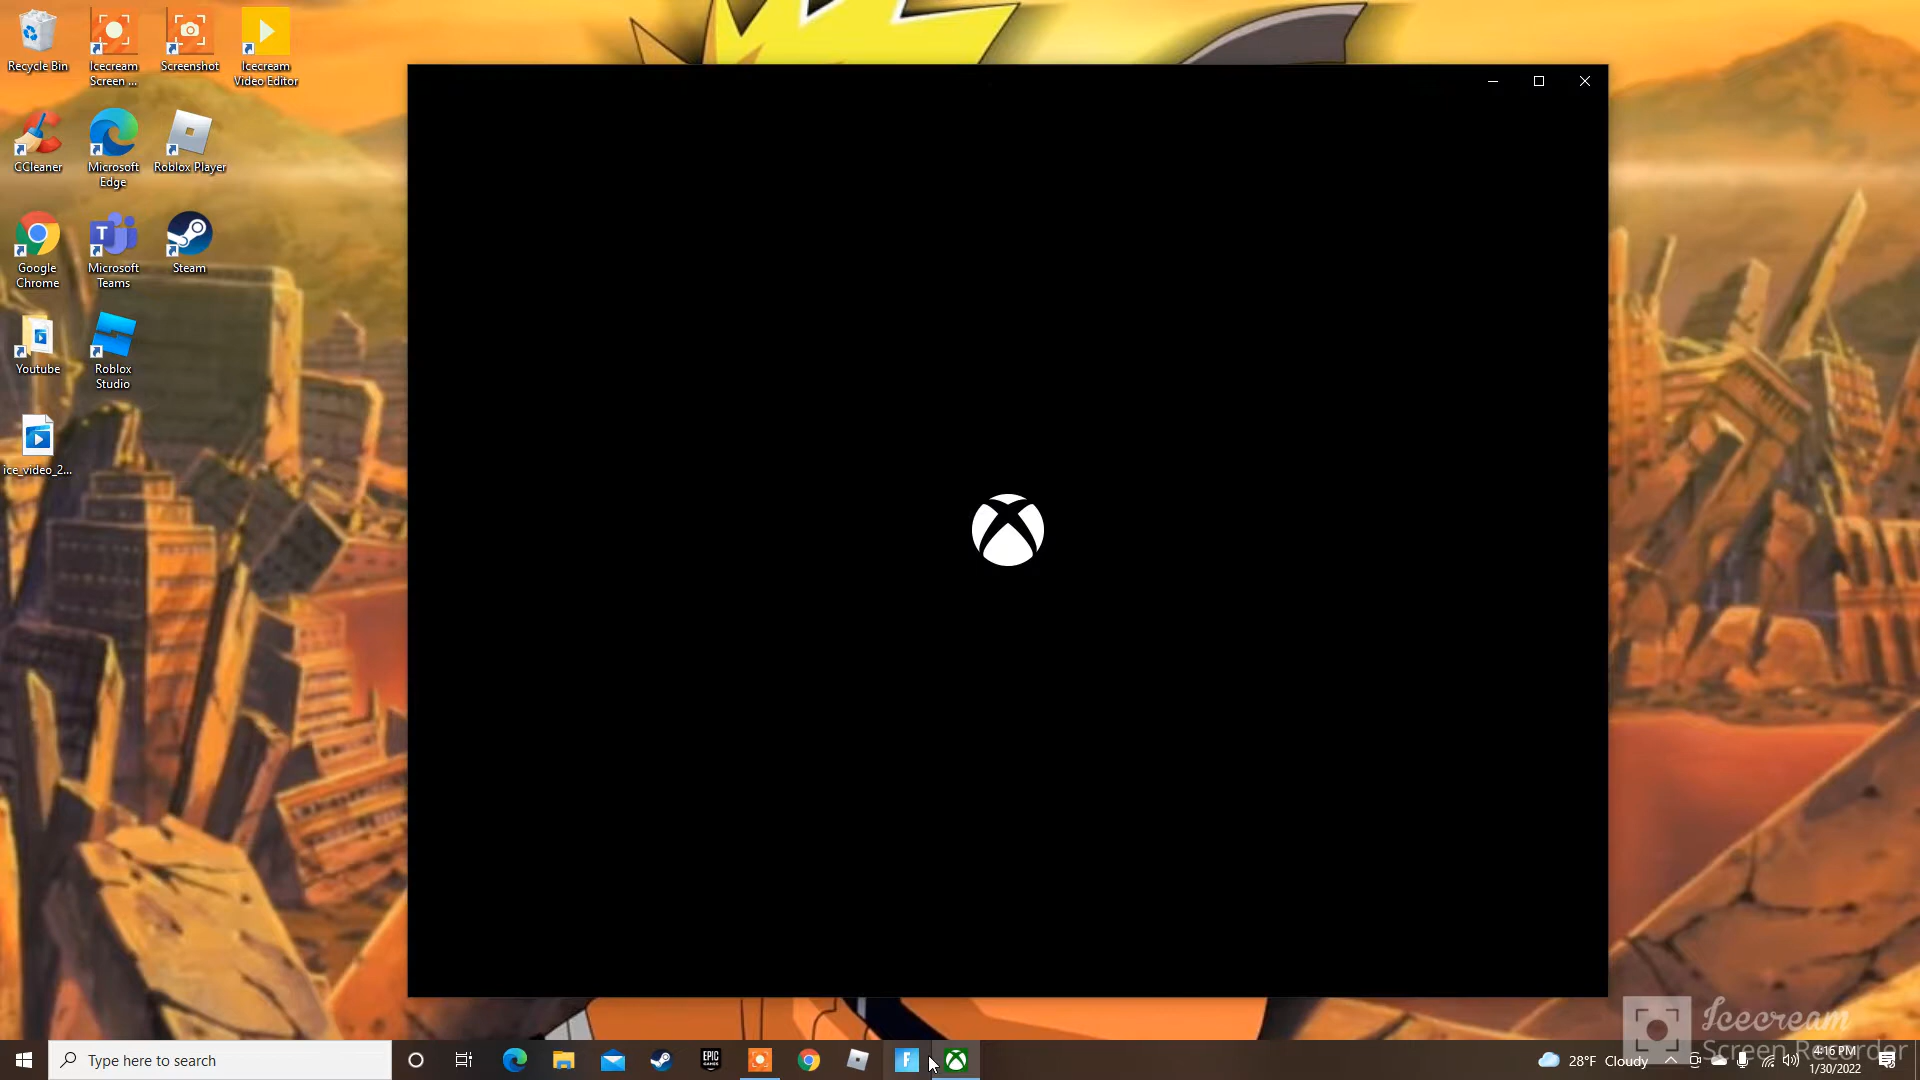 Recycle Bin
Icecream
Screen ...
Screenshot
Icecream
Video Editor
CCleaner
Microsoft
Edge
Roblox Player
Google
Chrome
T
Microsoft
Teams
Steam
Youtube
Roblox
Studio
ice_video_2...
Type here to search
EPIC
GAMES
F
28°F Cloudy
4:16 PM
1/30/2022
Icecream
Screen Recorder